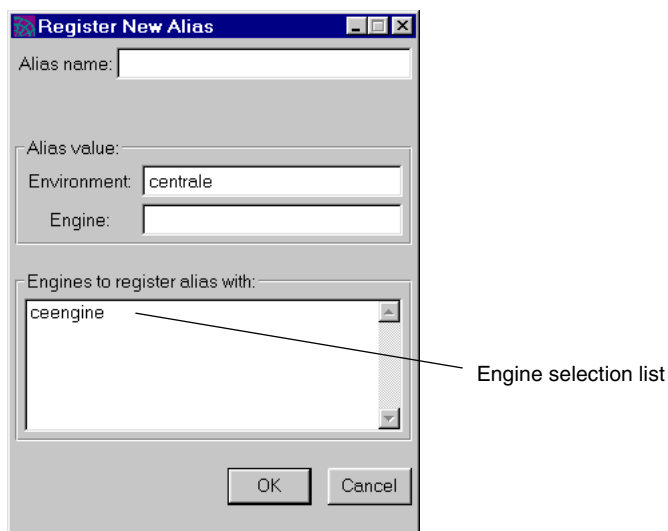 Register New Alias
Alias name:
Alias value:
Environment: centrale
Engine:
Engines to register alias with:
ceengine
Engine selection list
OK Cancel